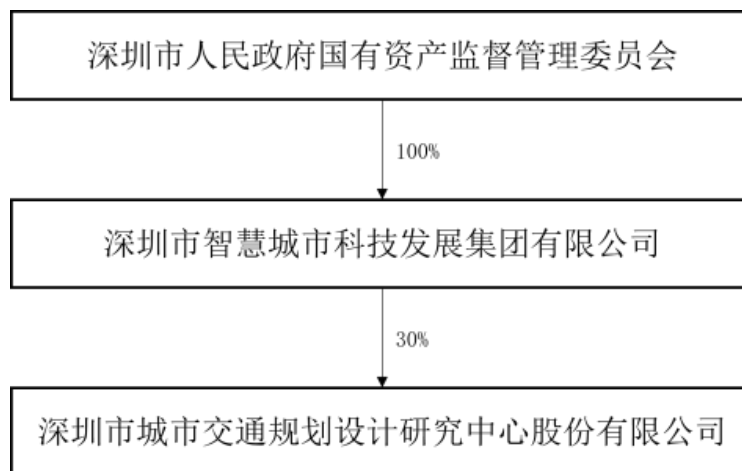 深圳市人民政府国有资产监督管理委员会
100%
深圳市智慧城市科技发展集团有限公司
30%
深圳市城市交通规划设计研究中心股份有限公司